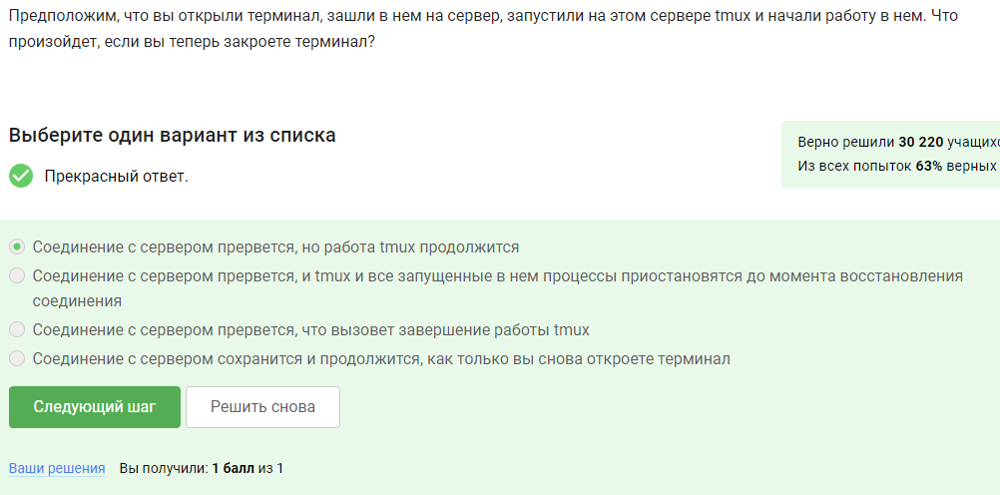 Предположим, что вы открыли терминал, зашли в нем на сервер, запустили на этом сервере tmux и начали работу в нем. Что
произойдет, если вы теперь закроете терминал?
Выберите один вариант из списка
Прекрасный ответ.
Верно решили 30 220
Из всех попыток 63% верных
Соединение с сервером прервется, но работа tmux продолжится
Соединение с сервером прервется, и tmux и все запущенные в нем процессы приостановятся до момента восстановления
соединения
Соединение с сервером прервется, что вызовет завершение работы tmux
Соединение с сервером сохранится и продолжится, как только вы снова откроете терминал
Следующий шаг
Решить снова
Ваши решения
Вы получили: 1 балл из 1